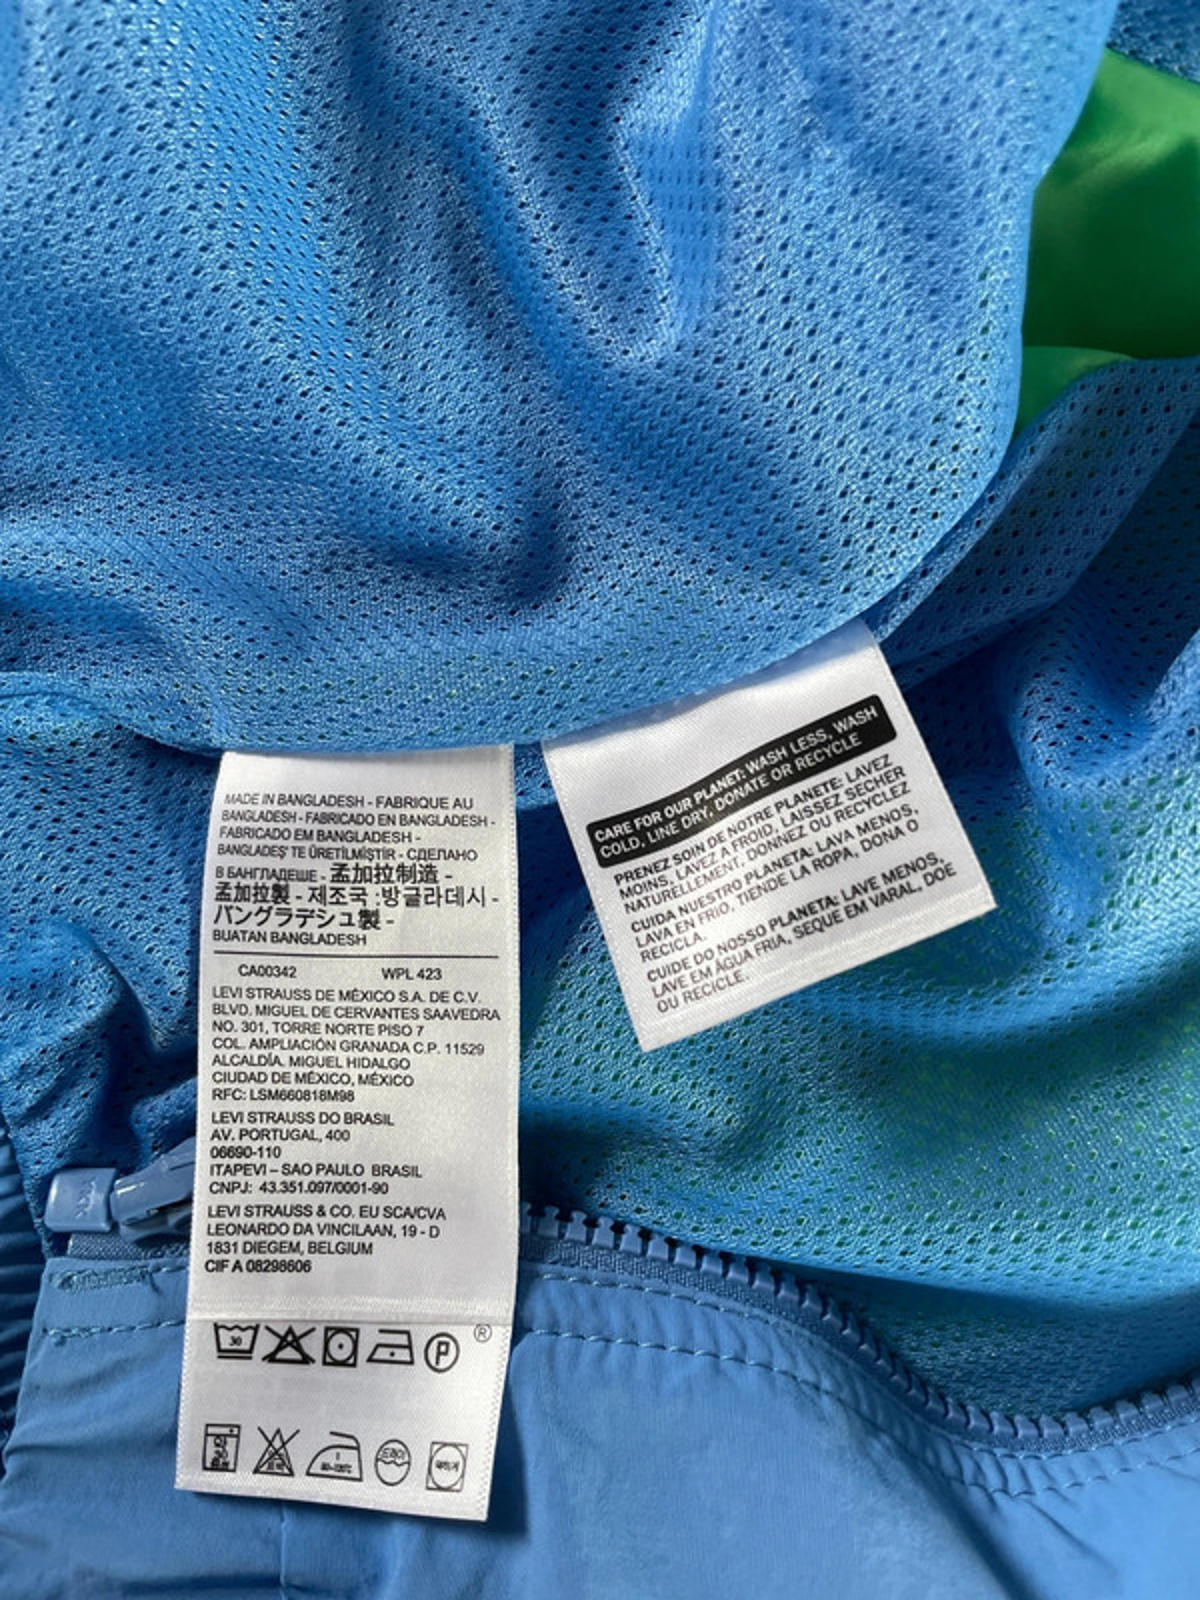 MADE IN BANGLADESH - FABRIQUE AU
BANGLADESH - FABRICADO EN BANGLADESH -
FABRICADO EM BANGLADESH -
BANGLADEŞ' TE ÜRETİLMİŞTİR - СДЕЛАНО
В БАНГЛАДЕШЕ - 孟加拉制造 -
孟加拉製 - 제조국 :방글라데시 -
バングラデシュ製 -
BUATAN BANGLADESH
CA00342 WPL 423
LEVI STRAUSS DE MÉXICO S.A. DE C.V.
BLVD. MIGUEL DE CERVANTES SAAVEDRA
NO. 301, TORRE NORTE PISO 7
COL. AMPLIACIÓN GRANADA C.P. 11529
ALCALDÍA. MIGUEL HIDALGO
CIUDAD DE MÉXICO, MÉXICO
RFC: LSM660818M98
LEVI STRAUSS DO BRASIL
AV. PORTUGAL, 400
06690-110
ITAPEVI – SAO PAULO BRASIL
CNPJ: 43.351.097/0001-90
LEVI STRAUSS & CO. EU SCA/CVA
LEONARDO DA VINCILAAN, 19 - D
1831 DIEGEM, BELGIUM
CIF A 08298606
30 P ®
드라이
CARE FOR OUR PLANET: WASH LESS, WASH
COLD, LINE DRY, DONATE OR RECYCLE
PRENEZ SOIN DE NOTRE PLANETE: LAVEZ
MOINS, LAVEZ A FROID, LAISSEZ SECHER
NATURELLEMENT, DONNEZ OU RECYCLEZ
CUIDA NUESTRO PLANETA: LAVA MENOS,
LAVA EN FRIO, TIENDE LA ROPA, DONA O
RECICLA.
CUIDE DO NOSSO PLANETA: LAVE MENOS,
LAVE EM ÁGUA FRIA, SEQUE EM VARAL, DOE
OU RECICLE.